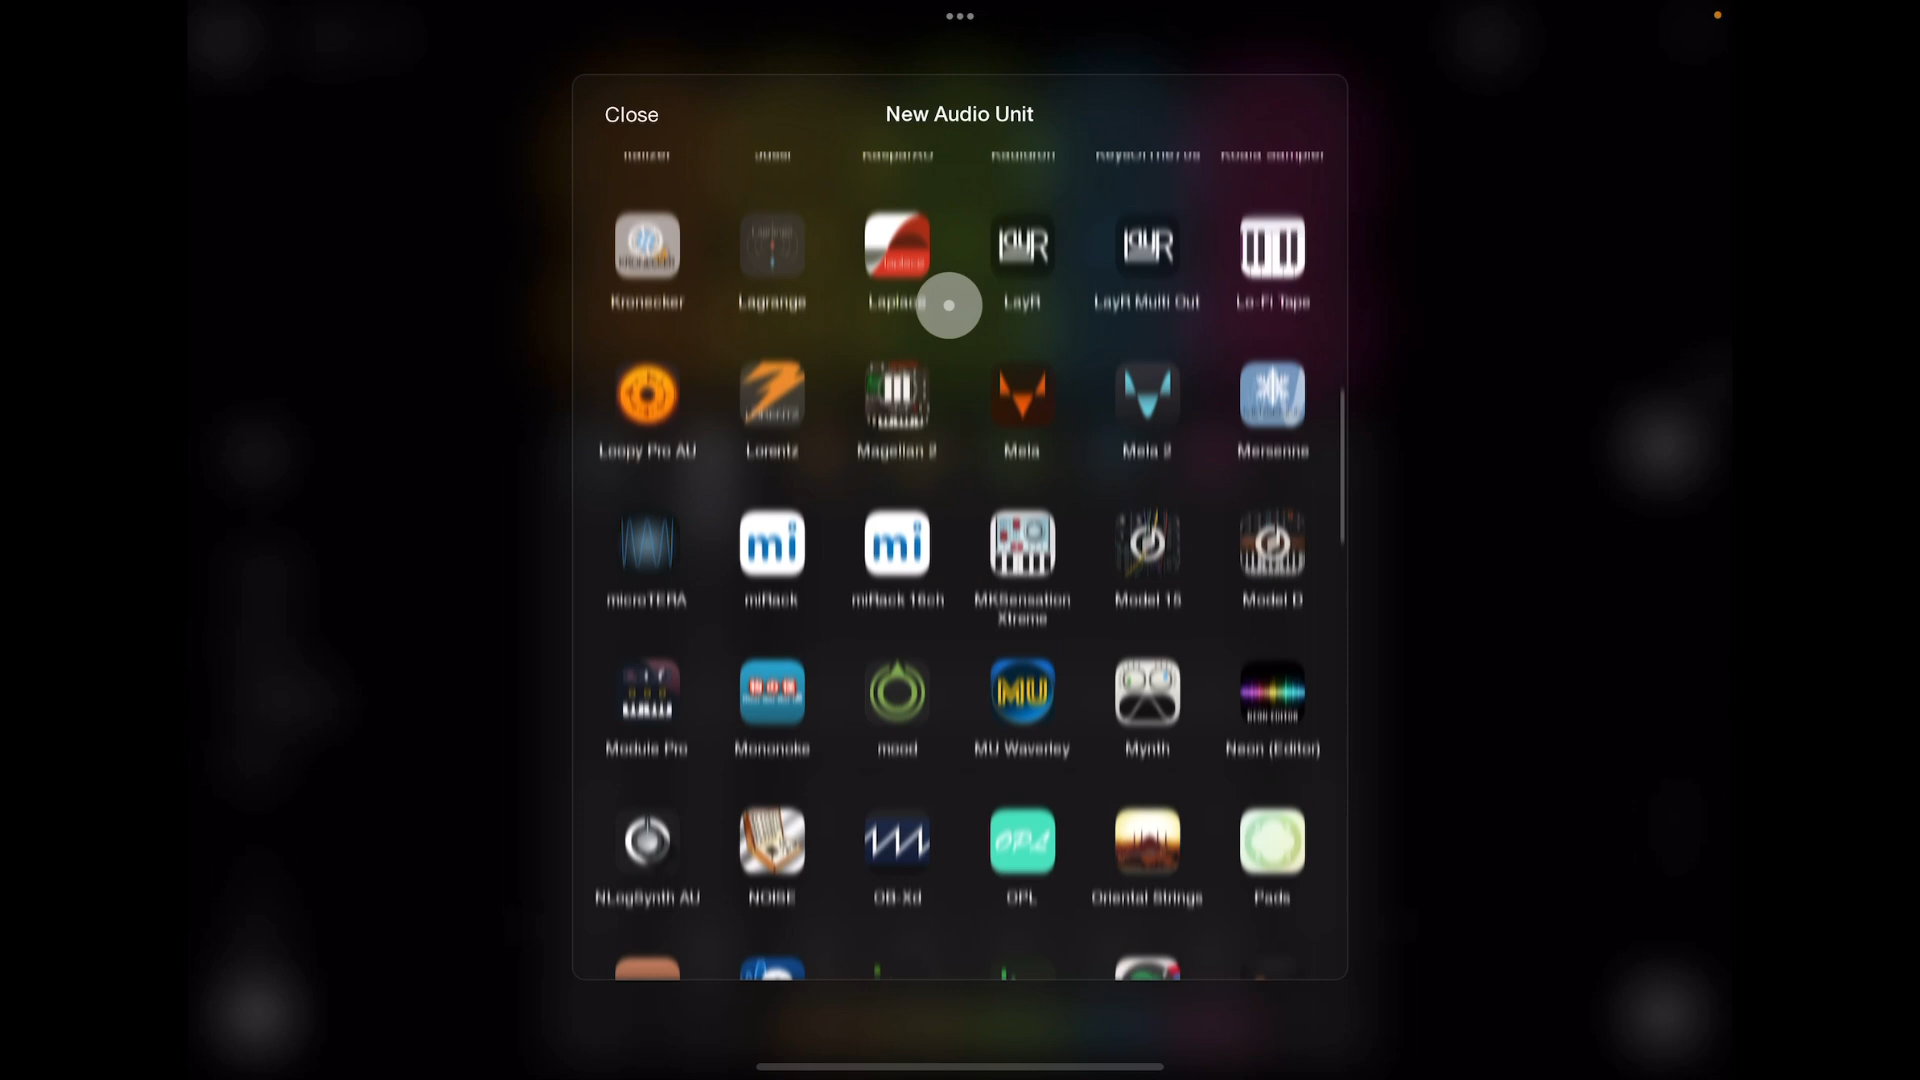 Close
New Audio Unit
Kronecker
Lagrange
Laplace
LayR
LayR Multi Out
Lo-Fi Tape
Loopy Pro AU
Lorentz
Magellan 2
Mela
Mela 2
Mersenne
microTERA
miRack
miRack 16ch
MKSensation
Xtreme
Model 15
Model D
Module Pro
Mononoke
mood
MU Waverley
Mynth
Neon (Editor)
NLogSynth AU
NOISE
OB-Xd
OPL
Oriental Strings
Pads